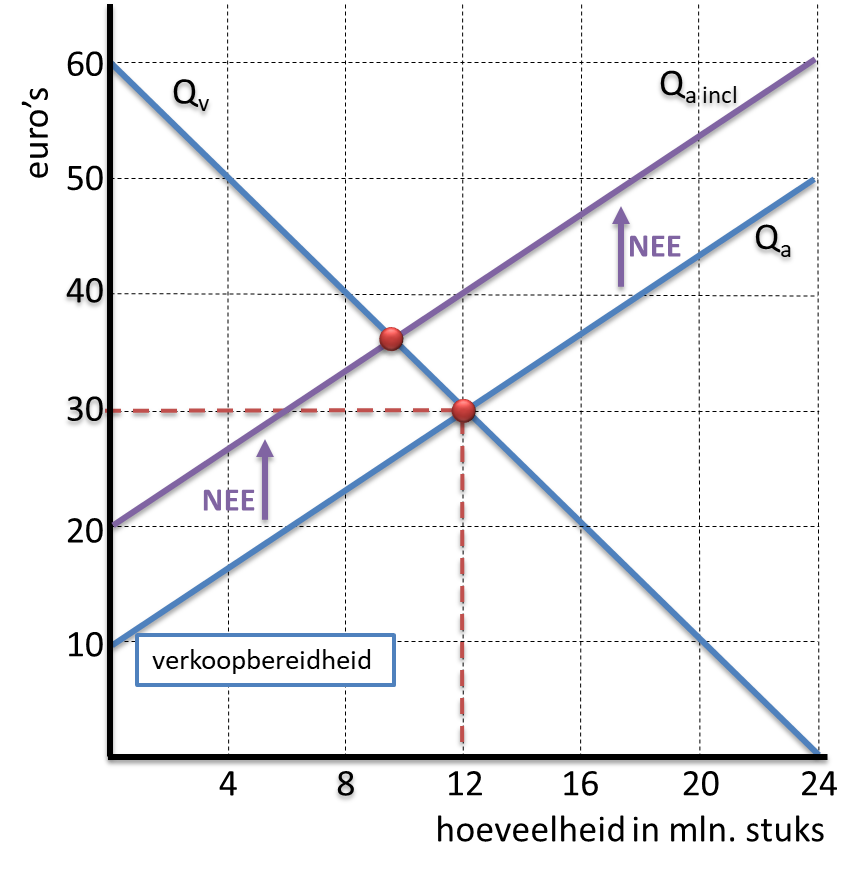 60
Qv
Qa incl
euro's
50
NEE
Qa
40
30
NEE
20
10
verkoopbereidheid
4 8 12 16 20 24
hoeveelheid in mln. stuks